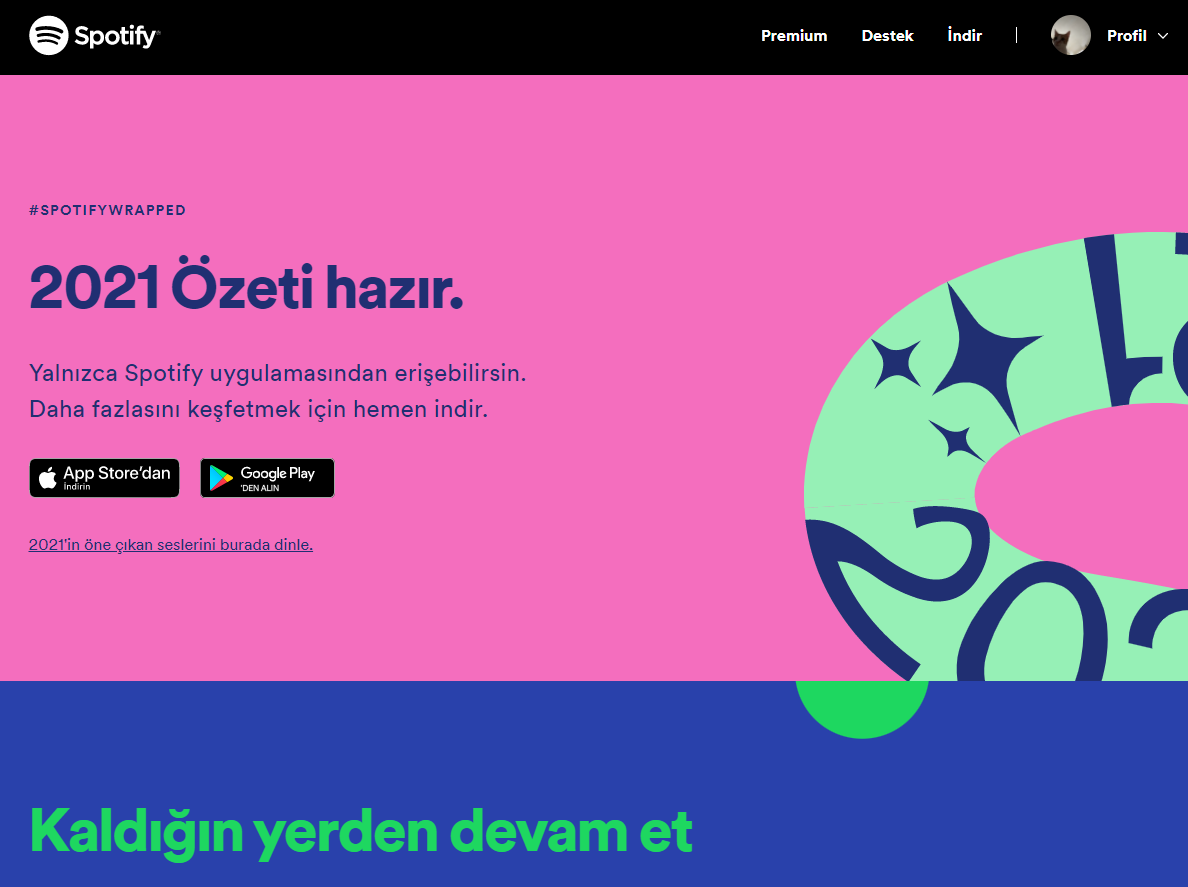 Spotify
Premium
Destek
İndir
Profil
#SPOTIFYWRAPPED
2021 Özeti hazır.
Yalnızca Spotify uygulamasından erişebilirsin.
Daha fazlasını keşfetmek için hemen indir.
App Store'dan
İndirin
Google Play
'DEN ALIN
2021'in öne çıkan seslerini burada dinle.
Kaldığın yerden devam et